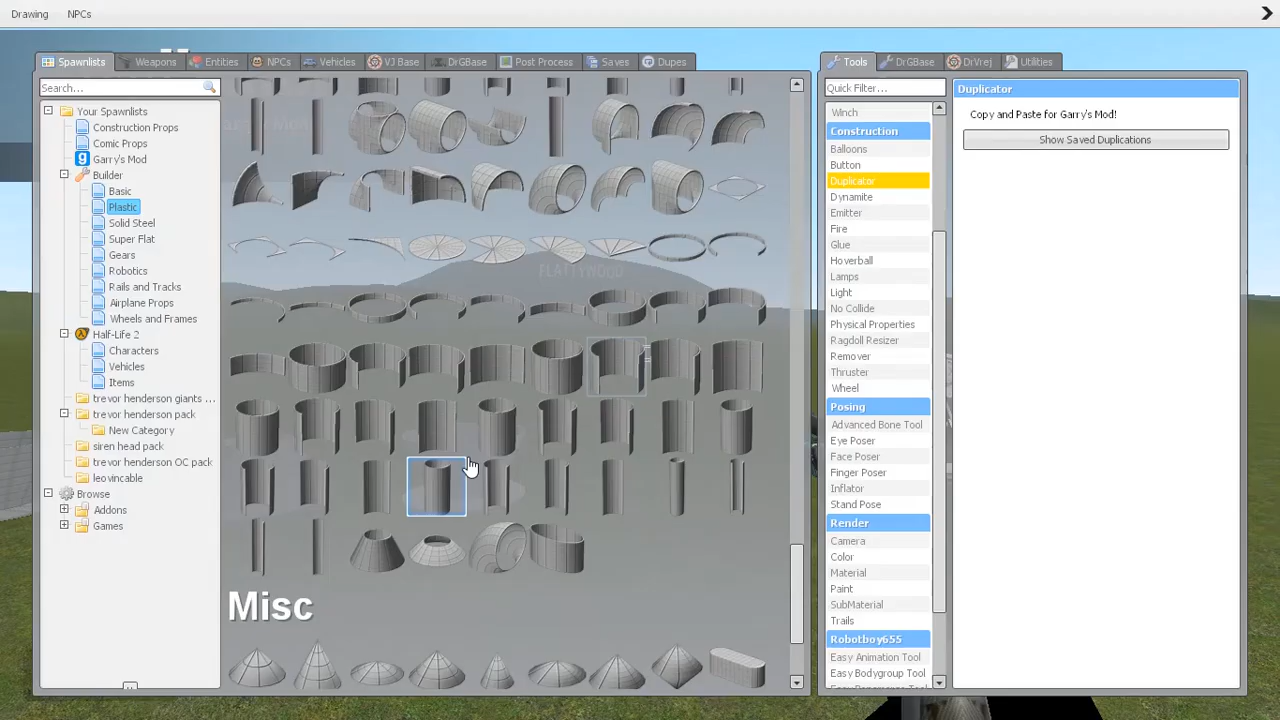 Drawing NPCs
Spawnlists Weapons Entities NPCs Vehicles VJ Base DrGBase Post Process Saves Dupes
Tools DrGBase DrVrej Utilities
Search...
Your Spawnlists
Construction Props
Comic Props
Garry's Mod
Builder
Basic
Plastic
Solid Steel
Super Flat
Gears
Robotics
Rails and Tracks
Airplane Props
Wheels and Frames
Half-Life 2
Characters
Vehicles
Items
trevor henderson giants ...
trevor henderson pack
New Category
siren head pack
trevor henderson OC pack
leovincable
Browse
Addons
Games
FLATTYWOOD
Misc
Quick Filter...
Winch
Construction
Balloons
Button
Duplicator
Dynamite
Emitter
Fire
Glue
Hoverball
Lamps
Light
No Collide
Physical Properties
Ragdoll Resizer
Remover
Thruster
Wheel
Posing
Advanced Bone Tool
Eye Poser
Face Poser
Finger Poser
Inflator
Stand Pose
Render
Camera
Color
Material
Paint
SubMaterial
Trails
Robotboy655
Easy Animation Tool
Easy Bodygroup Tool
Duplicator
Copy and Paste for Garry's Mod!
Show Saved Duplications